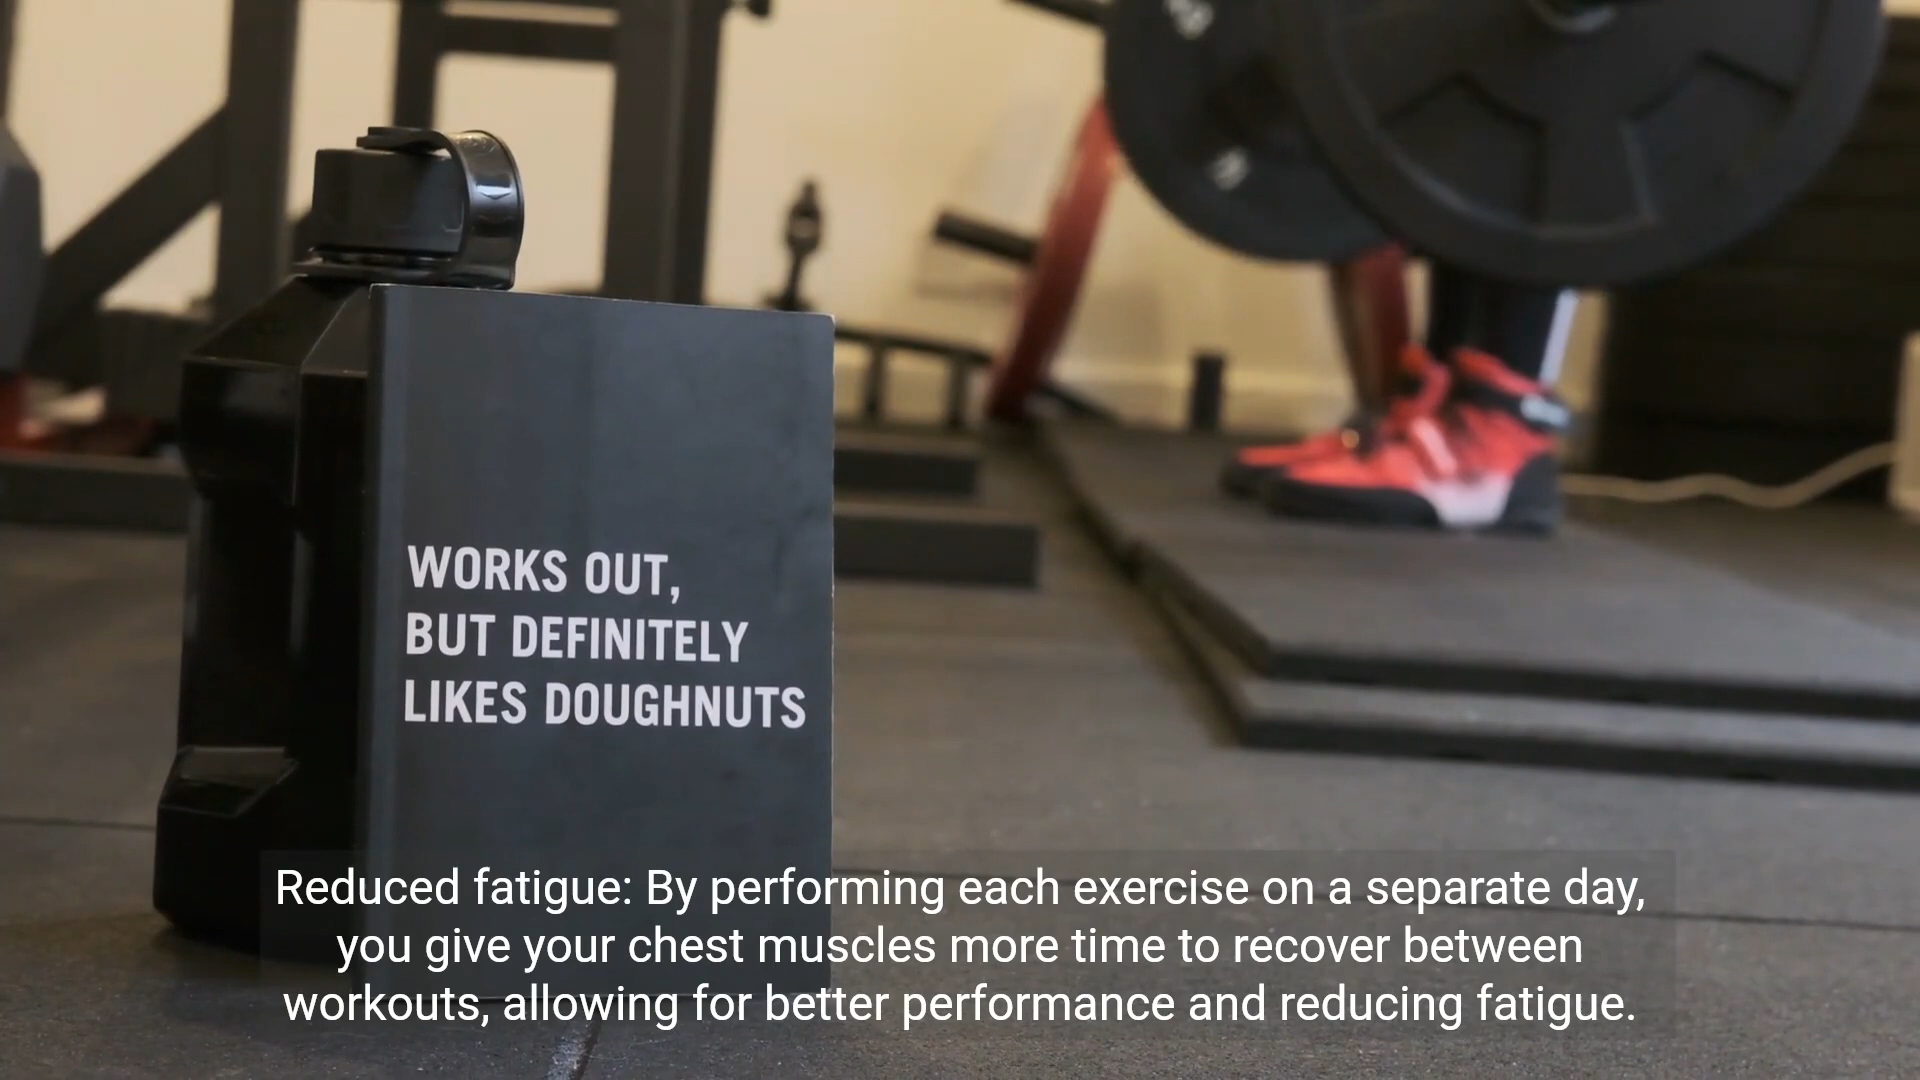 WORKS OUT,
BUT DEFINITELY
LIKES DOUGHNUTS
Reduced fatigue: By performing each exercise on a separate day,
you give your chest muscles more time to recover between
workouts, allowing for better performance and reducing fatigue.